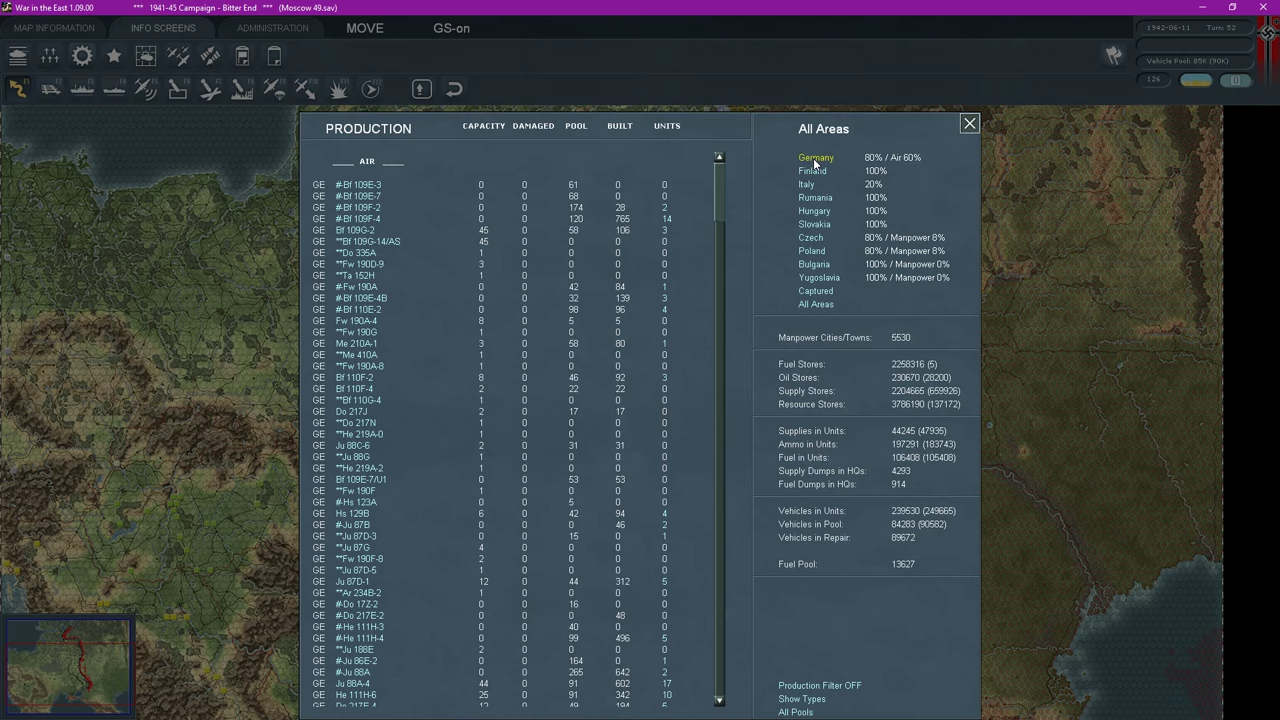 War in the East 1.09.00 *** 1941-45 Campaign - Bitter End *** (Moscow 49.sav)
MAP INFORMATION INFO SCREENS ADMINISTRATION MOVE GS-on
1942-06-11 Turn: 52
Vehicle Pool: 85K (90K)
126 0
F1 F2 F3 F4 F5 F6 F7 F8 F9 F10 F11 F12
PRODUCTION CAPACITY DAMAGED POOL BUILT UNITS
AIR
GE #-Bf 109E-3 0 0 61 0 0
GE #-Bf 109E-7 0 0 68 0 0
GE #-Bf 109F-2 0 0 174 28 2
GE #-Bf 109F-4 0 0 120 765 14
GE Bf 109G-2 45 0 58 106 3
GE **Bf 109G-14/AS 45 0 0 0 0
GE **Do 335A 1 0 0 0 0
GE **Fw 190D-9 3 0 0 0 0
GE **Ta 152H 1 0 0 0 0
GE #-Fw 190A 0 0 42 84 1
GE #-Bf 109E-4B 0 0 32 139 3
GE #-Bf 110E-2 0 0 98 96 4
GE Fw 190A-4 8 0 5 5 0
GE **Fw 190G 1 0 0 0 0
GE Me 210A-1 3 0 58 80 1
GE **Me 410A 1 0 0 0 0
GE **Fw 190A-8 1 0 0 0 0
GE Bf 110F-2 8 0 46 92 3
GE Bf 110F-4 2 0 22 22 0
GE **Bf 110G-4 1 0 0 0 0
GE Do 217J 2 0 17 17 0
GE **Do 217N 1 0 0 0 0
GE **He 219A-0 1 0 0 0 0
GE Ju 88C-6 2 0 31 31 0
GE **Ju 88G 1 0 0 0 0
GE **He 219A-2 1 0 0 0 0
GE Bf 109E-7/U1 0 0 53 53 0
GE **Fw 190F 1 0 0 0 0
GE #-Hs 123A 0 0 5 0 0
GE Hs 129B 6 0 42 94 4
GE #-Ju 87B 0 0 0 46 2
GE **Ju 87D-3 0 0 15 0 1
GE **Ju 87G 4 0 0 0 0
GE **Fw 190F-8 2 0 0 0 0
GE **Ju 87D-5 1 0 0 0 0
GE Ju 87D-1 12 0 44 312 5
GE **Ar 234B-2 1 0 0 0 0
GE #-Do 17Z-2 0 0 16 0 0
GE #-Do 217E-2 0 0 0 48 0
GE #-He 111H-3 0 0 40 0 0
GE #-He 111H-4 0 0 99 496 5
GE **Ju 188E 2 0 0 0 0
GE #-Ju 86E-2 0 0 164 0 1
GE #-Ju 88A 0 0 265 642 2
GE Ju 88A-4 44 0 91 602 17
GE He 111H-6 25 0 91 342 10
GE Do 217E-4 12 0 49 194 6
All Areas
Germany 80% / Air 60%
Finland 100%
Italy 20%
Rumania 100%
Hungary 100%
Slovakia 100%
Czech 80% / Manpower 8%
Poland 80% / Manpower 8%
Bulgaria 100% / Manpower 0%
Yugoslavia 100% / Manpower 0%
Captured
All Areas
Manpower Cities/Towns: 5530
Fuel Stores: 2258316 (5)
Oil Stores: 230670 (28200)
Supply Stores: 2204665 (659926)
Resource Stores: 3786190 (137172)
Supplies in Units: 44245 (47935)
Ammo in Units: 197291 (183743)
Fuel in Units: 106408 (105408)
Supply Dumps in HQs: 4293
Fuel Dumps in HQs: 914
Vehicles in Units: 239530 (249665)
Vehicles in Pool: 84283 (90582)
Vehicles in Repair: 89672
Fuel Pool: 13627
Production Filter OFF
Show Types
All Pools